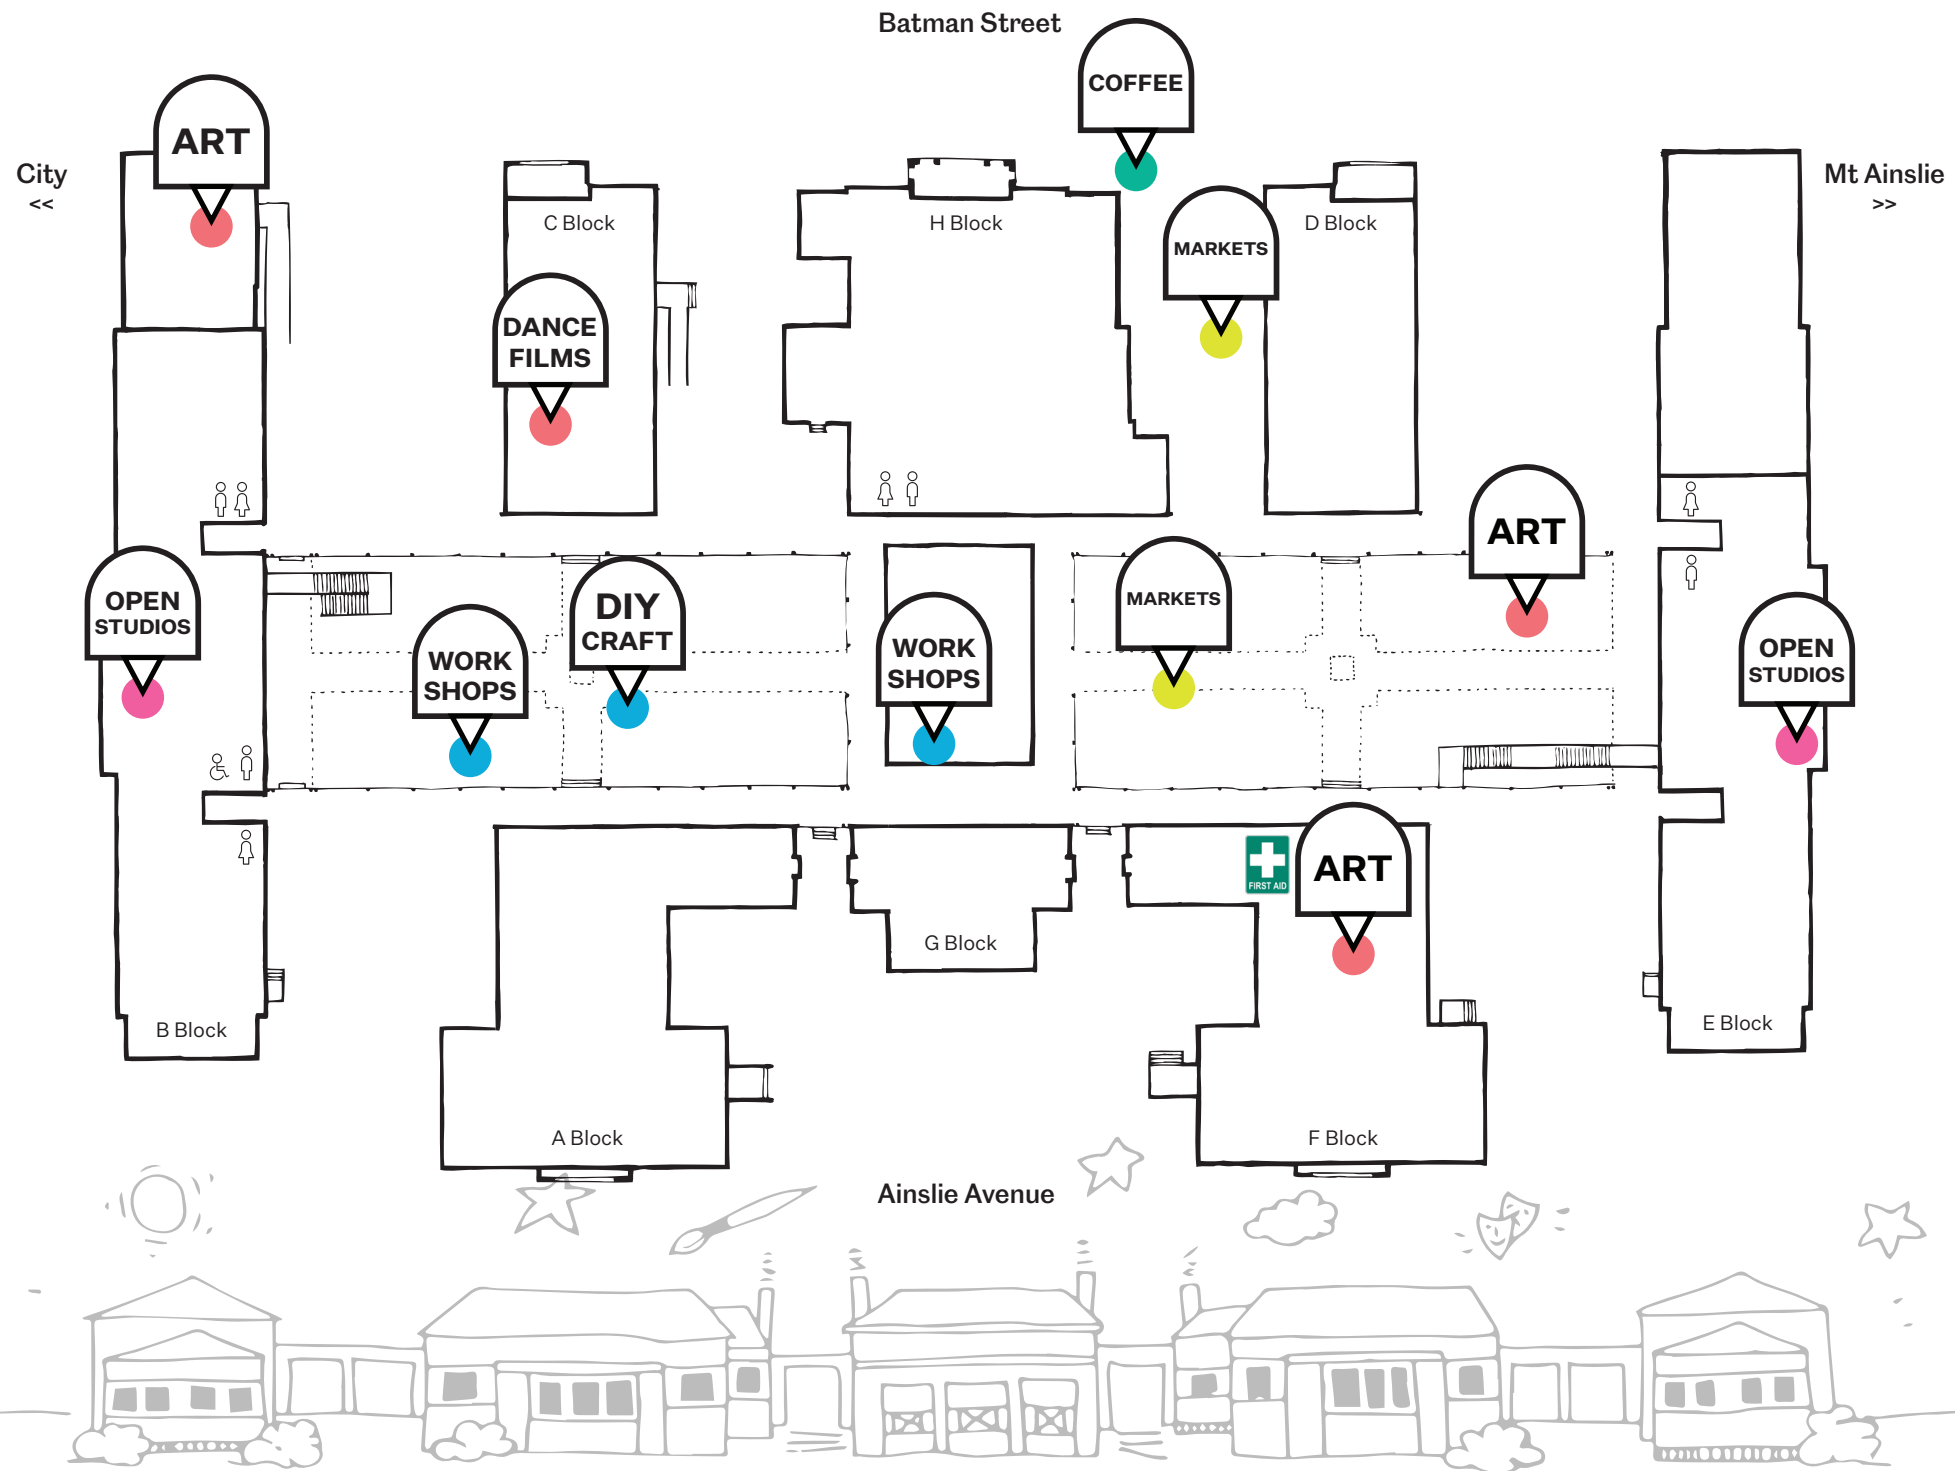 Batman Street
COFFEE
ART
City
<<
Mt Ainslie
>>
C Block
H Block
D Block
MARKETS
DANCE
FILMS
ART
OPEN
STUDIOS
DIY
CRAFT
MARKETS
WORK
SHOPS
WORK
SHOPS
OPEN
STUDIOS
FIRST AID
ART
G Block
B Block
E Block
A Block
F Block
Ainslie Avenue